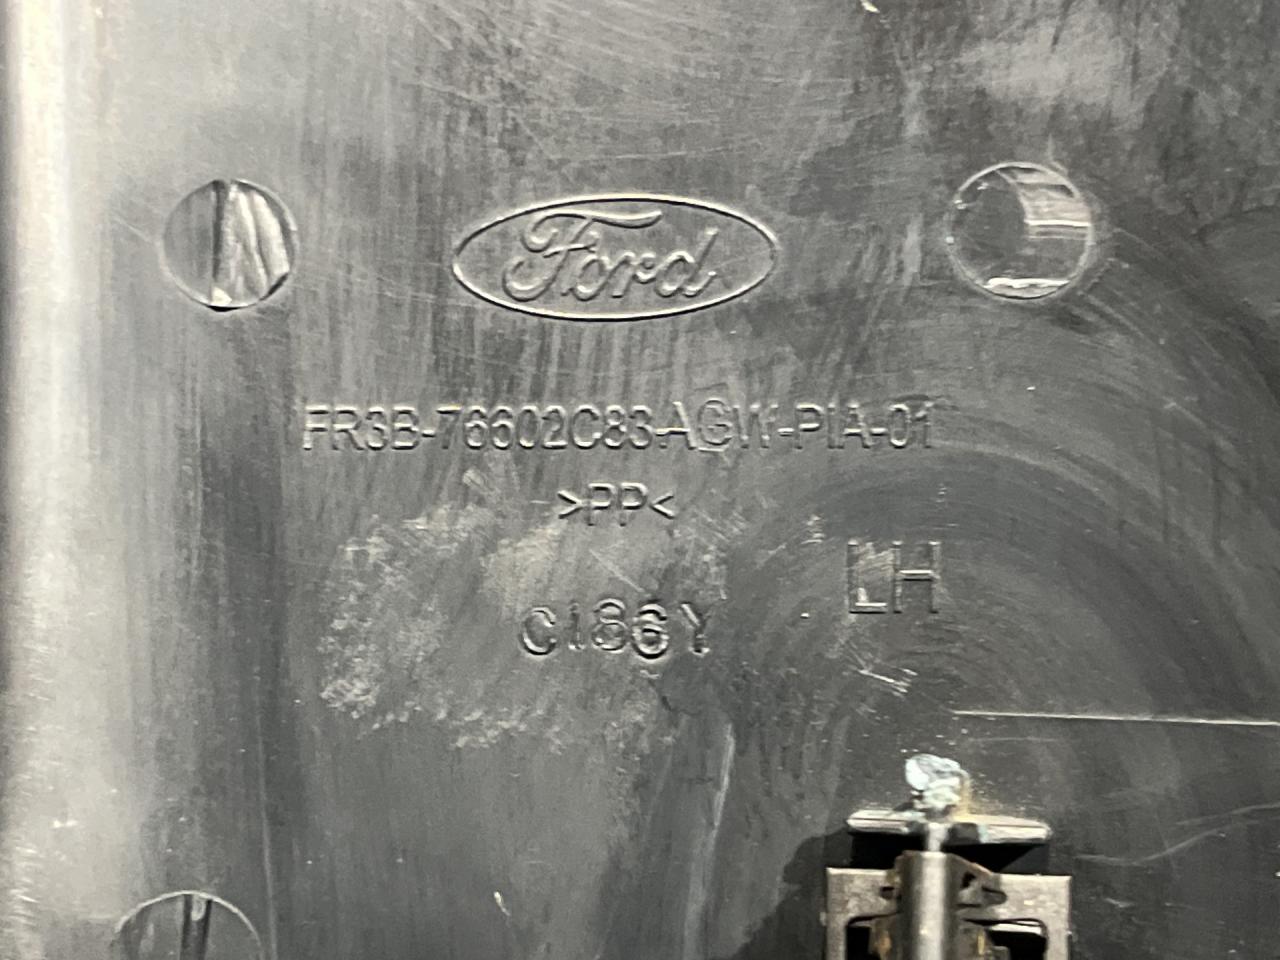 Ford
FR3B-76602C83-AGW-PIA-01
>PP<
LH
C186Y